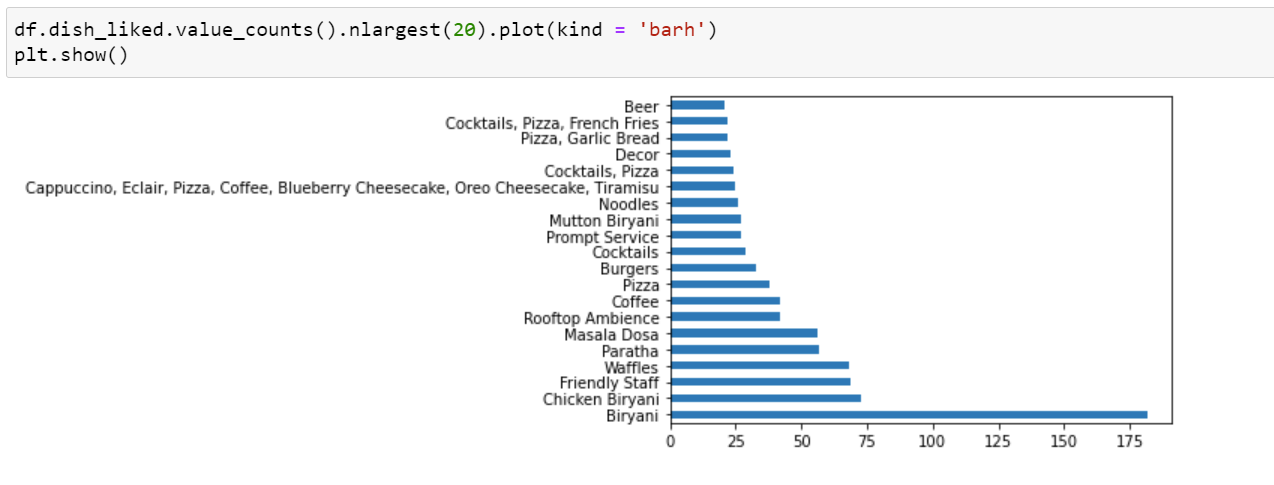 df.dish_liked.value_counts().nlargest(20).plot(kind = 'barh')
plt.show()
Beer
Cocktails, Pizza, French Fries
Pizza, Garlic Bread
Decor
Cocktails, Pizza
Cappuccino, Eclair, Pizza, Coffee, Blueberry Cheesecake, Oreo Cheesecake, Tiramisu
Noodles
Mutton Biryani
Prompt Service
Cocktails
Burgers
Pizza
Coffee
Rooftop Ambience
Masala Dosa
Paratha
Waffles
Friendly Staff
Chicken Biryani
Biryani
0 25 50 75 100 125 150 175